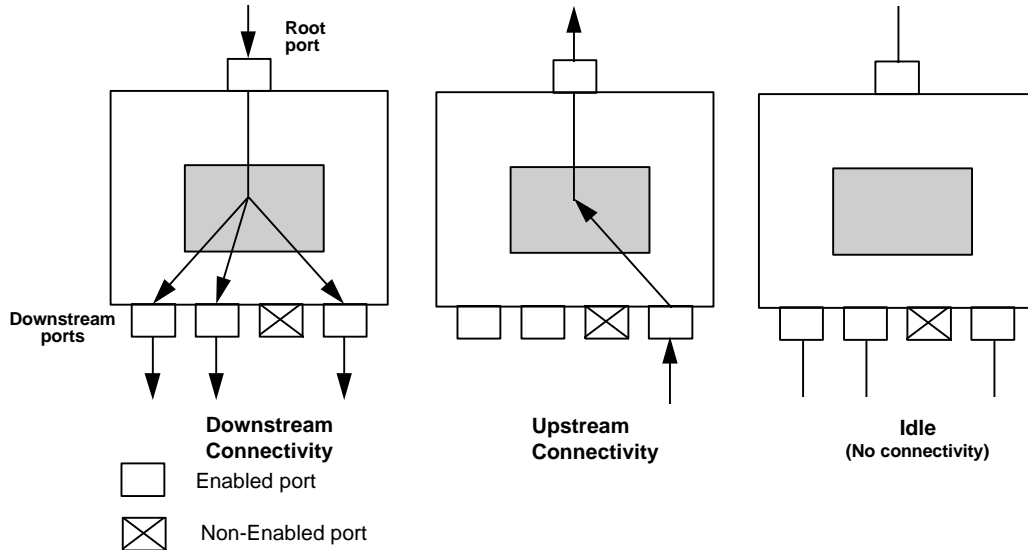 Root
port
Downstream
ports
Downstream
Connectivity
Upstream
Connectivity
Idle
(No connectivity)
Enabled port
Non-Enabled port